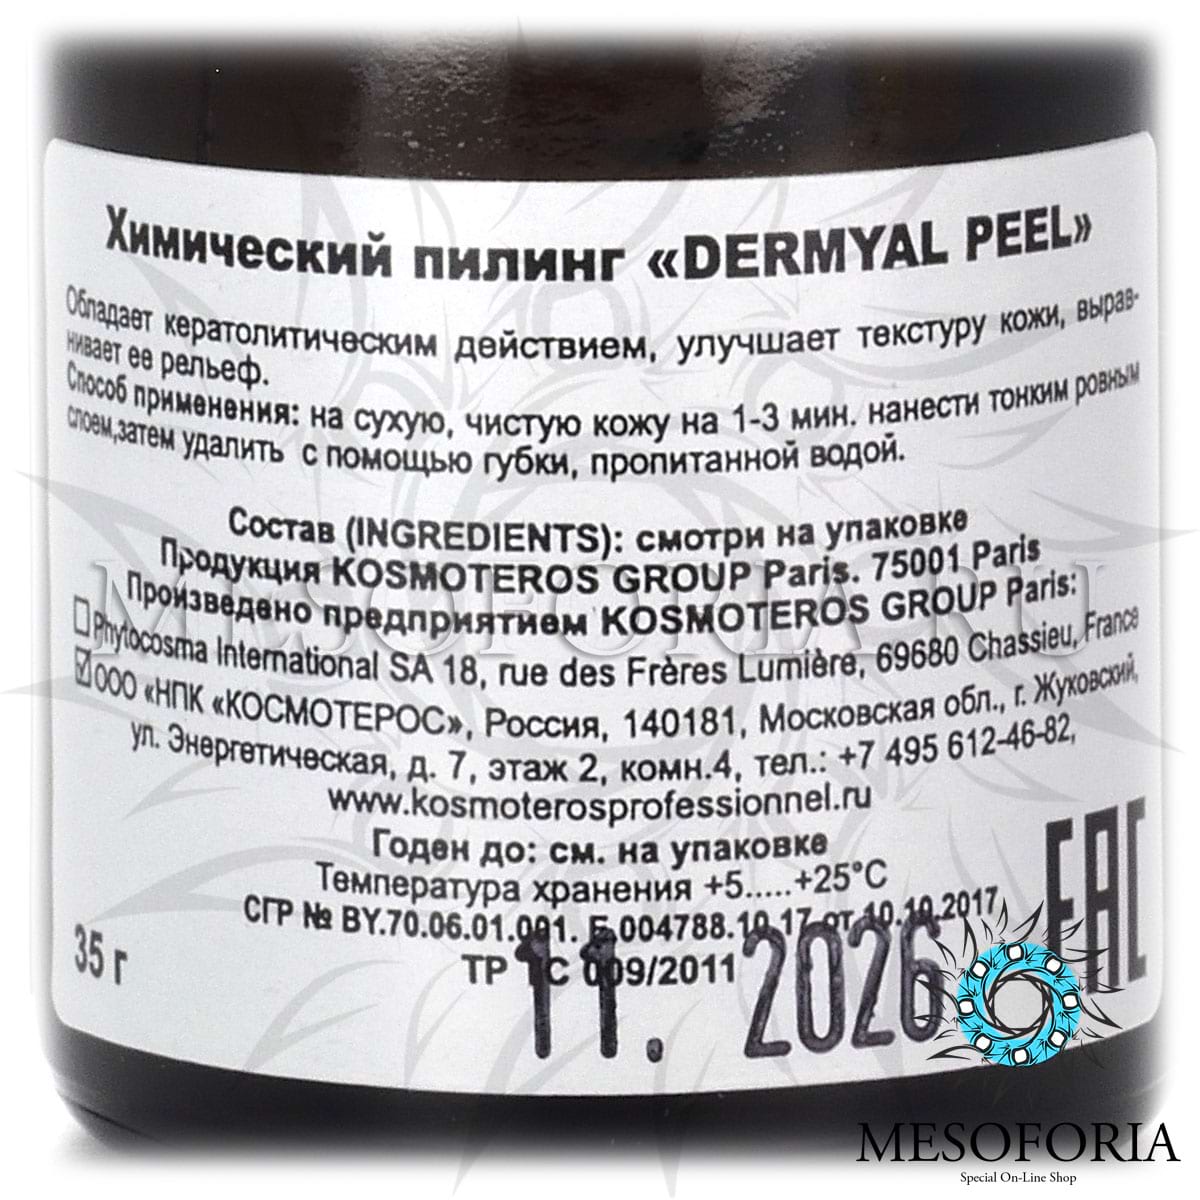 Химический пилинг «DERMYAL PEEL»
Обладает кератолитическим действием, улучшает текстуру кожи, вырав-
нивает ее рельеф.
Способ применения: на сухую, чистую кожу на 1-3 мин. нанести тонким ровным
слоем,затем удалить с помощью губки, пропитанной водой.
Состав (INGREDIENTS): смотри на упаковке
Продукция KOSMOTEROS GROUP Paris. 75001 Paris
Произведено предприятием KOSMOTEROS GROUP Paris:
Phytocosma International SA 18, rue des Frères Lumière, 69680 Chassieu, France
ООО «НПК «КОСМОТЕРОС», Россия, 140181, Московская обл., г. Жуковский,
ул. Энергетическая, д. 7, этаж 2, комн.4, тел.: +7 495 612-46-82,
www.kosmoterosprofessionnel.ru
Годен до: см. на упаковке
Температура хранения +5.....+25°C
СГР № BY.70.06.01.001. Е.004788.10.17 от 10.10.2017
ТР ТС 009/2011
35 г
11. 2026
EAC
MESOFORIA.RU
MESOFORIA
Special On-Line Shop